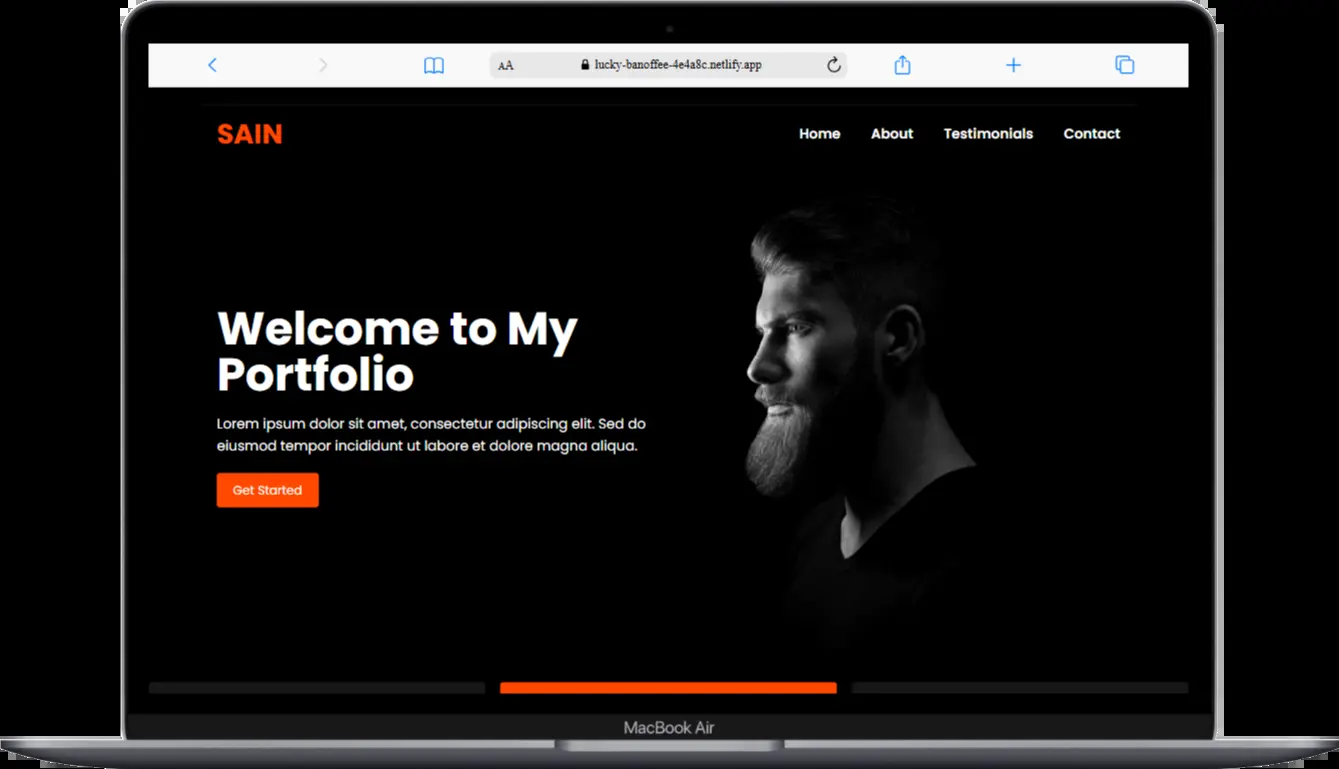 AA lucky-banoffee-4e4a8c.netlify.app
SAIN Home About Testimonials Contact
Welcome to My
Portfolio
Lorem ipsum dolor sit amet, consectetur adipiscing elit. Sed do
eiusmod tempor incididunt ut labore et dolore magna aliqua.
Get Started
MacBook Air